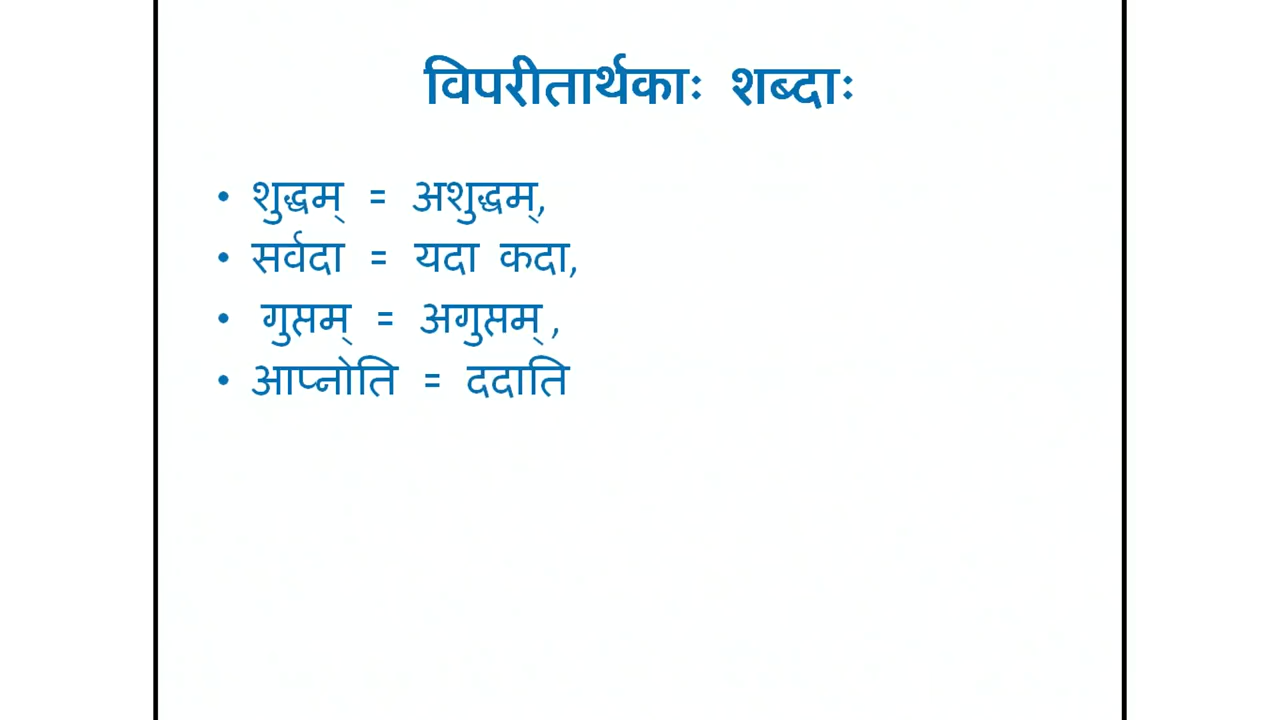 विपरीतार्थकाः शब्दाः
• शुद्धम् = अशुद्धम्,
• सर्वदा = यदा कदा,
• गुप्तम् = अगुप्तम् ,
• आप्नोति = ददाति